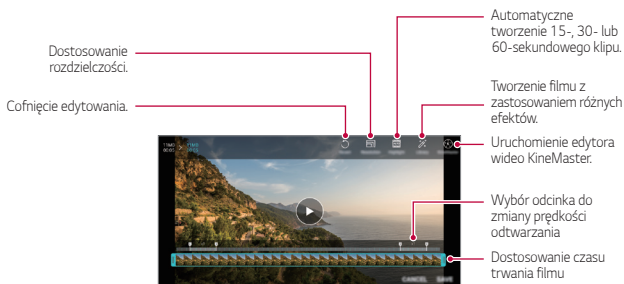 Automatyczne
tworzenie 15-, 30- lub
60-sekundowego klipu.
Dostosowanie
rozdzielczości.
Tworzenie filmu z
zastosowaniem różnych
efektów.
Cofnięcie edytowania.
Uruchomienie edytora
wideo KineMaster.
Wybór odcinka do
zmiany prędkości
odtwarzania
Dostosowanie czasu
trwania filmu
CANCEL SAVE